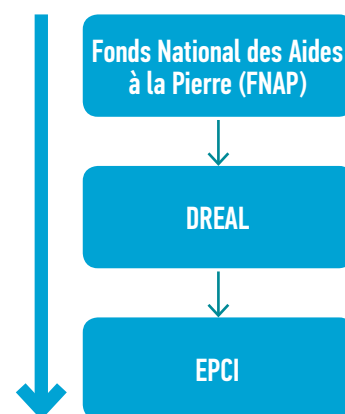 Fonds National des Aides
à la Pierre (FNAP)
DREAL
EPCI